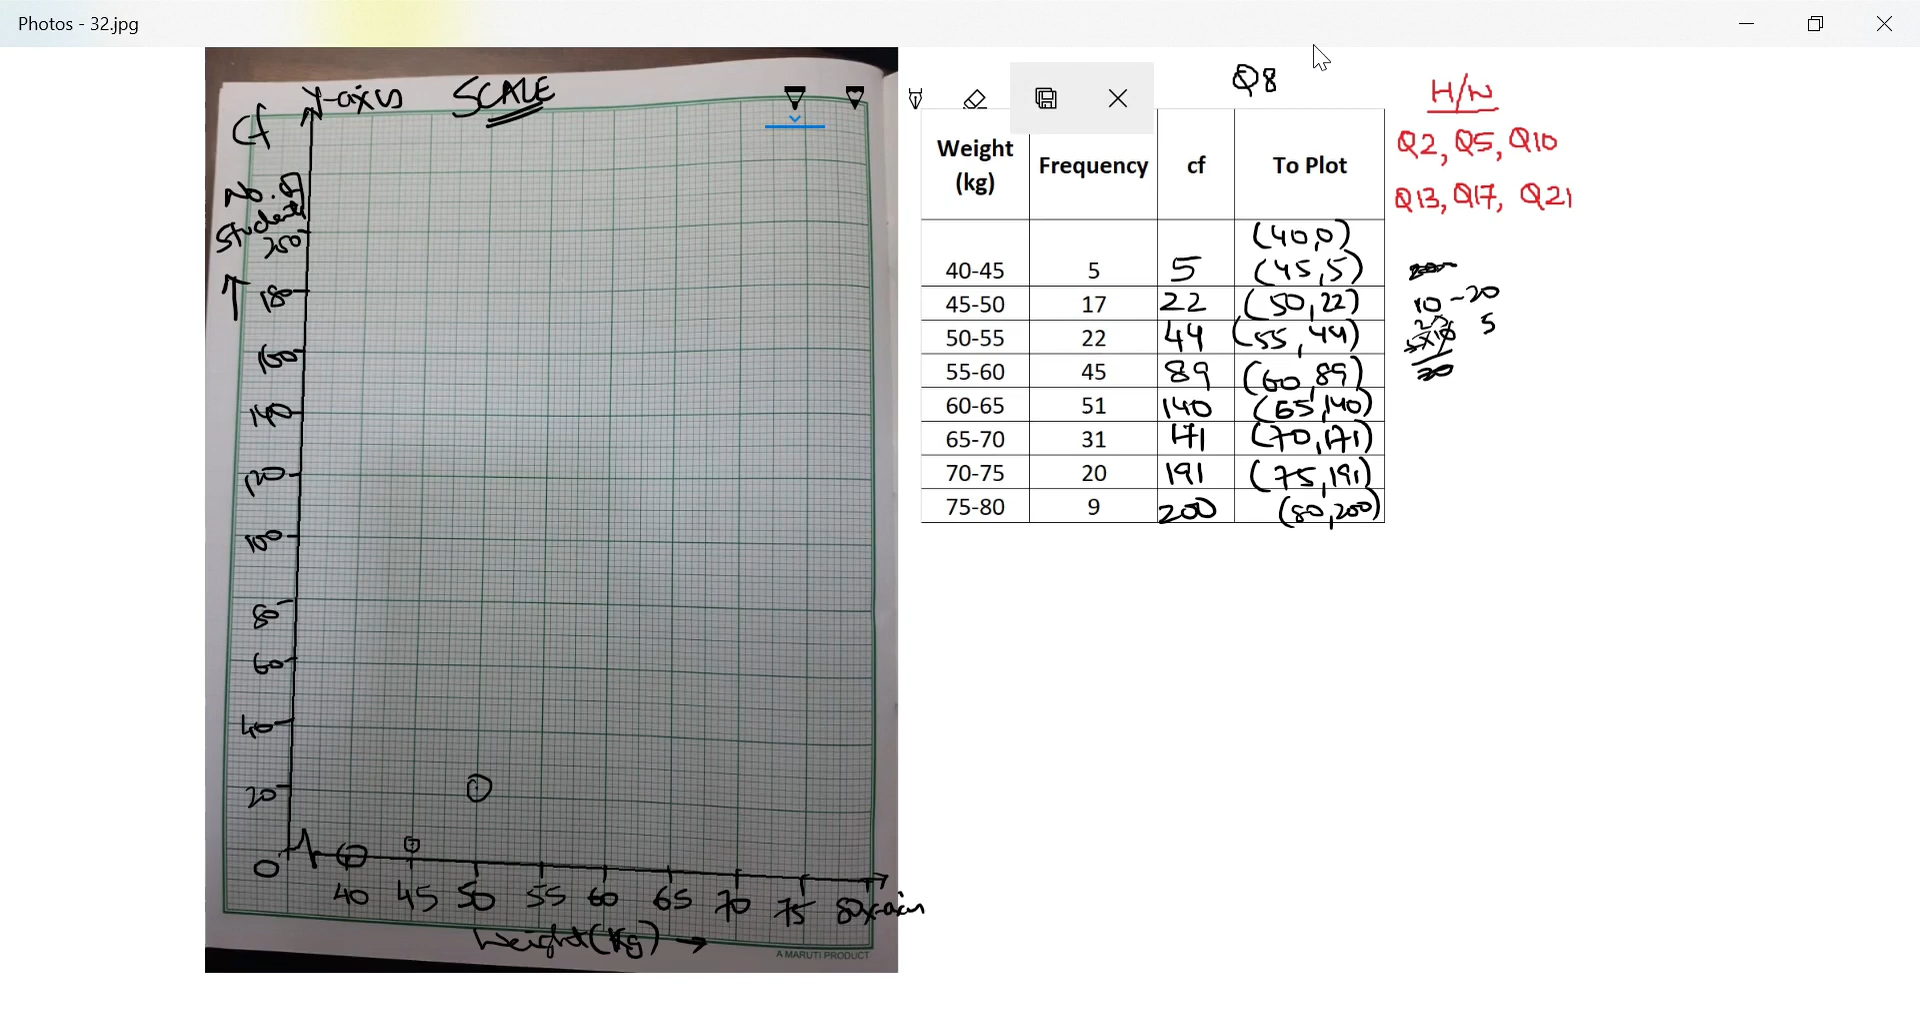 Photos - 32.jpg
Y-axis SCALE
cf
No. of
students
200
180
160
140
120
100
80
60
40
20
0
40 45 50 55 60 65 70 75 80 X-axis
Weight (kg) →
A MARUTI PRODUCT
Q8
Weight (kg) Frequency cf To Plot
(40,0)
40-45 5 5 (45,5)
45-50 17 22 (50,22)
50-55 22 44 (55,44)
55-60 45 89 (60,89)
60-65 51 140 (65,140)
65-70 31 171 (70,171)
70-75 20 191 (75,191)
75-80 9 200 (80,200)
H/W
Q2, Q5, Q10
Q13, Q17, Q21
10 - 20
5